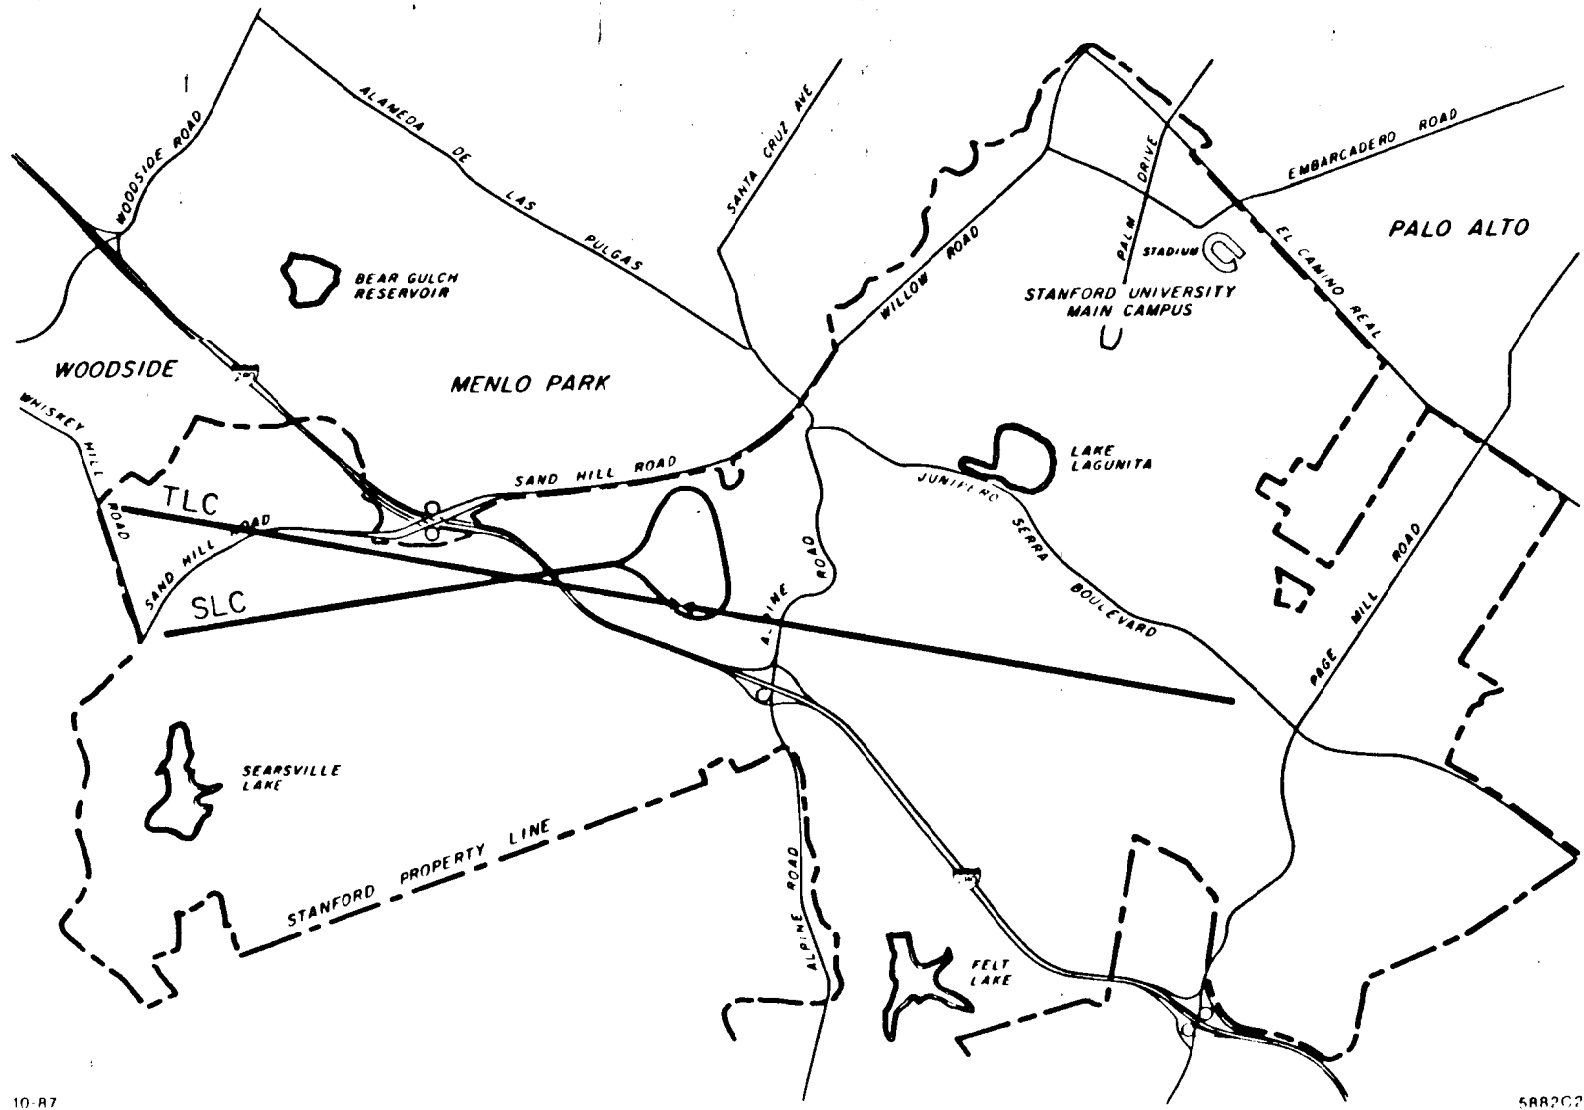 ALAMEDA DE LAS PULGAS
WOODSIDE ROAD
SANTA CRUZ AVE
PALM DRIVE
EMBARCADERO ROAD
EL CAMINO REAL
PALO ALTO
STADIUM
WILLOW ROAD
STANFORD UNIVERSITY
MAIN CAMPUS
BEAR GULCH
RESERVOIR
WOODSIDE
MENLO PARK
WHISKEY HILL ROAD
SAND HILL ROAD
LAKE
LAGUNITA
TLC
SAND HILL ROAD
JUNIPERO SERRA BOULEVARD
SLC
ALPINE ROAD
PAGE MILL ROAD
SEARSVILLE
LAKE
STANFORD PROPERTY LINE
ALPINE ROAD
FELT
LAKE
10-87
5882C2